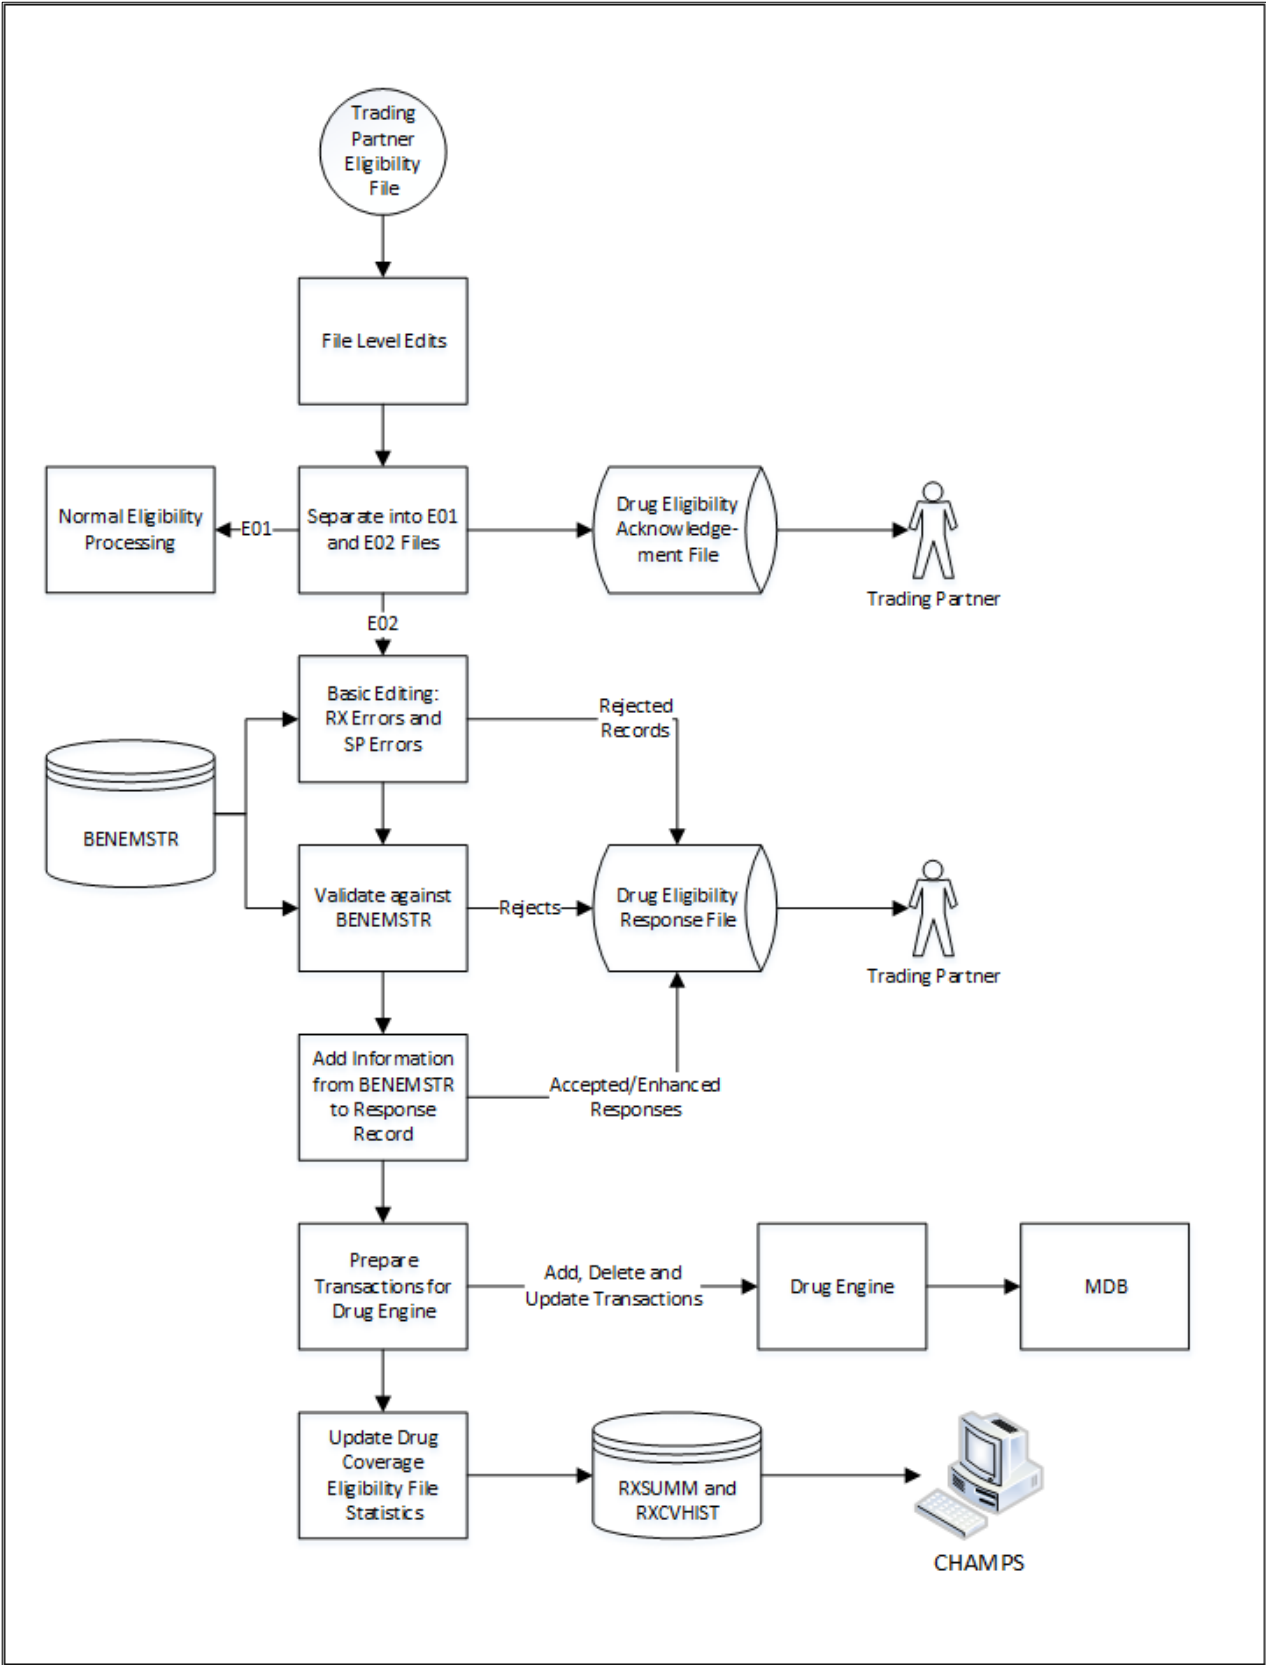 Trading
Partner
Eligibility
File
File Level Edits
Normal Eligibility
Processing
E01
Separate into E01
and E02 Files
Drug Eligibility
Acknowledge-
ment File
Trading Partner
E02
Basic Editing:
RX Errors and
SP Errors
Rejected
Records
BENEMSTR
Validate against
BENEMSTR
Rejects
Drug Eligibility
Response File
Trading Partner
Add Information
from BENEMSTR
to Response
Record
Accepted/Enhanced
Responses
Prepare
Transactions for
Drug Engine
Add, Delete and
Update Transactions
Drug Engine
MDB
Update Drug
Coverage
Eligibility File
Statistics
RXSUMM and
RXCVHIST
CHAMPS